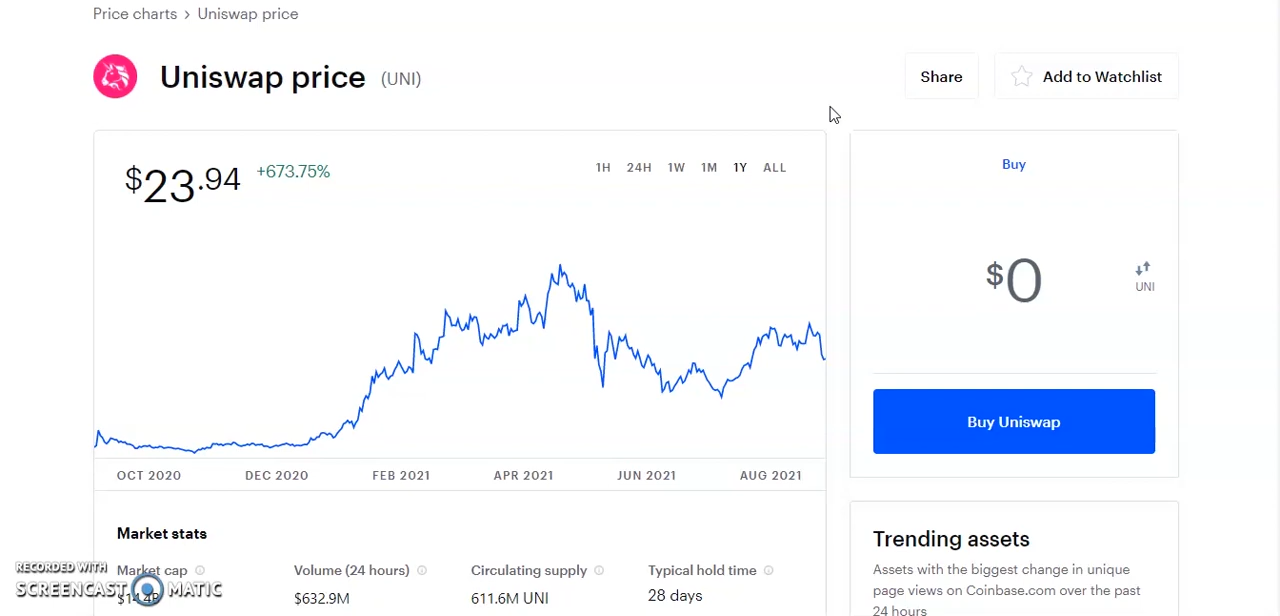 Price charts › Uniswap price
Uniswap price (UNI)
Share
Add to Watchlist
$23.94 +673.75%
1H 24H 1W 1M 1Y ALL
Buy
$0
UNI
Buy Uniswap
OCT 2020 DEC 2020 FEB 2021 APR 2021 JUN 2021 AUG 2021
Market stats
Market cap
$14.4B
Volume (24 hours)
$632.9M
Circulating supply
611.6M UNI
Typical hold time
28 days
Trending assets
Assets with the biggest change in unique
page views on Coinbase.com over the past
24 hours
RECORDED WITH
SCREENCAST MATIC